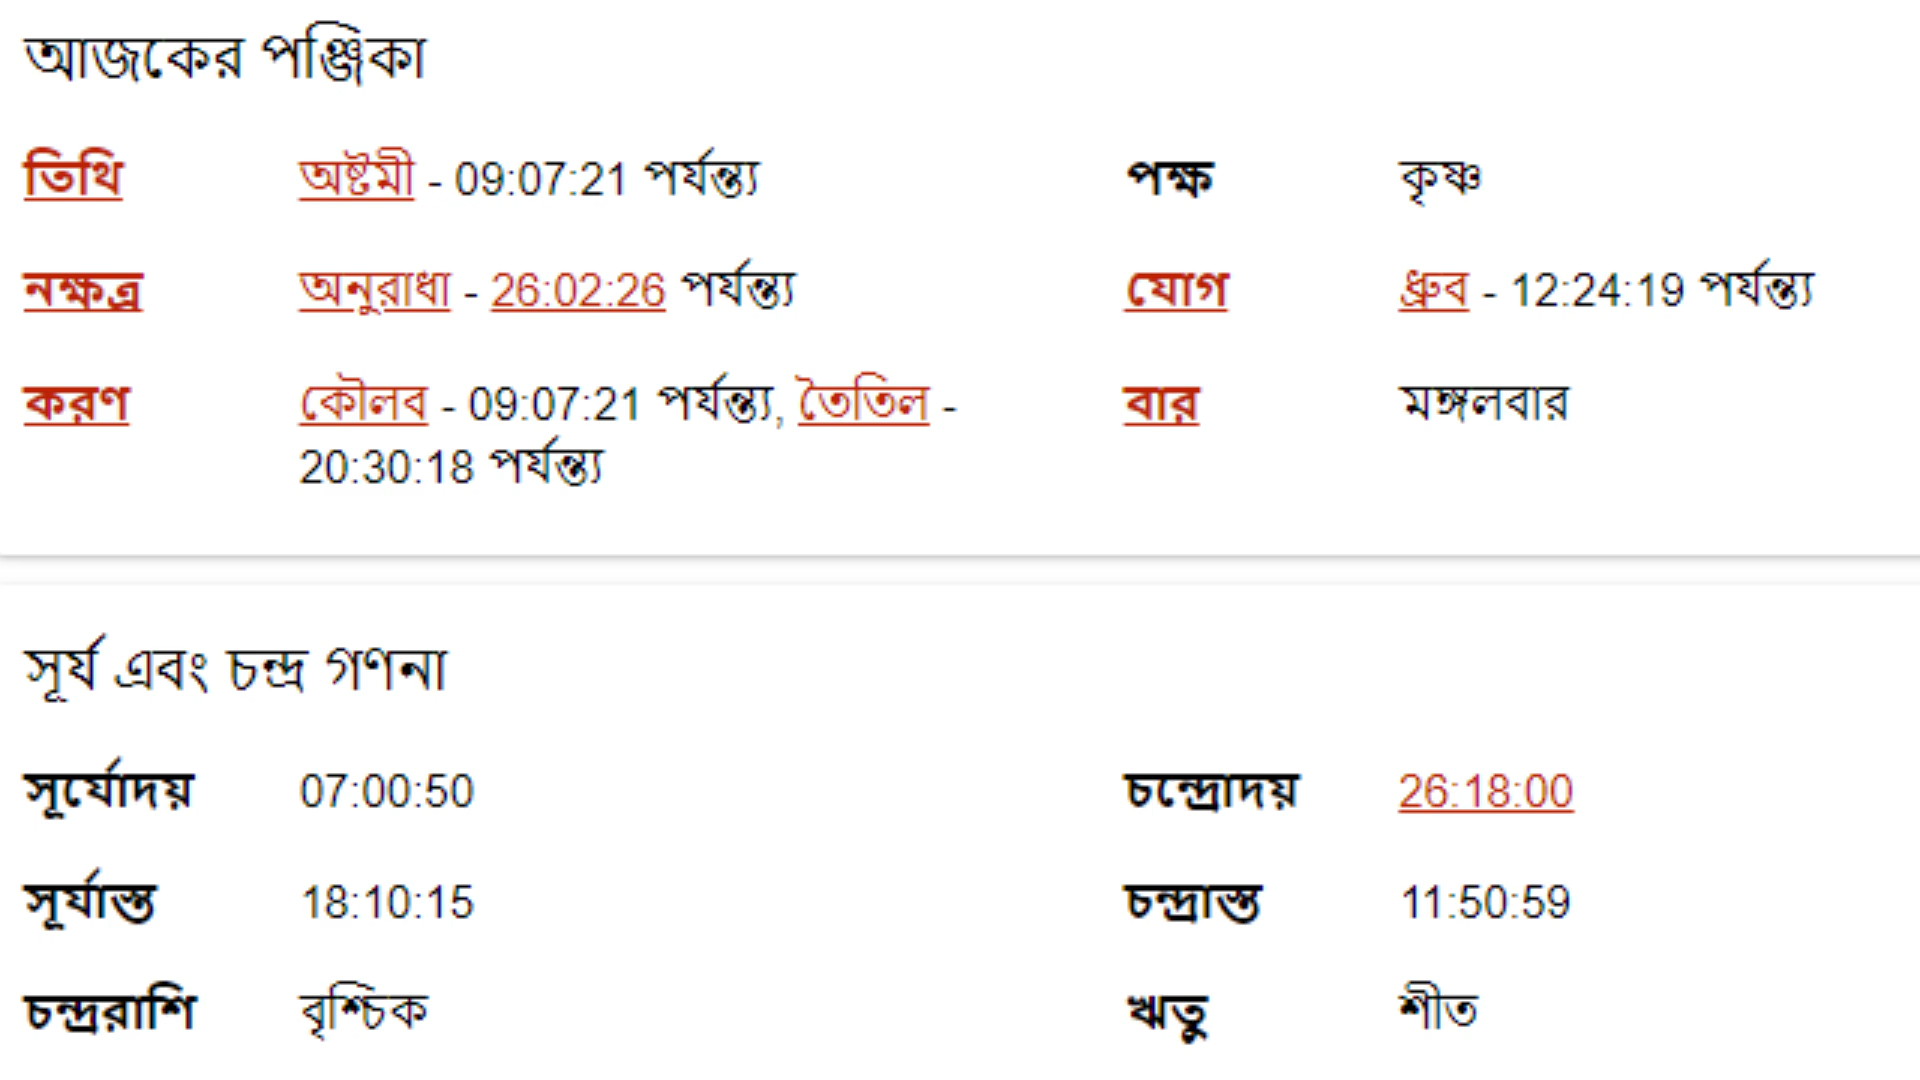 আজকের পঞ্জিকা
তিথি অষ্টমী - 09:07:21 পর্যন্ত্য পক্ষ কৃষ্ণ
নক্ষত্র অনুরাধা - 26:02:26 পর্যন্ত্য যোগ ধ্রুব - 12:24:19 পর্যন্ত্য
করণ কৌলব - 09:07:21 পর্যন্ত্য, তৈতিল - বার মঙ্গলবার
20:30:18 পর্যন্ত্য
সূর্য এবং চন্দ্র গণনা
সূর্যোদয় 07:00:50 চন্দ্রোদয় 26:18:00
সূর্যাস্ত 18:10:15 চন্দ্রাস্ত 11:50:59
চন্দ্ররাশি বৃশ্চিক ঋতু শীত